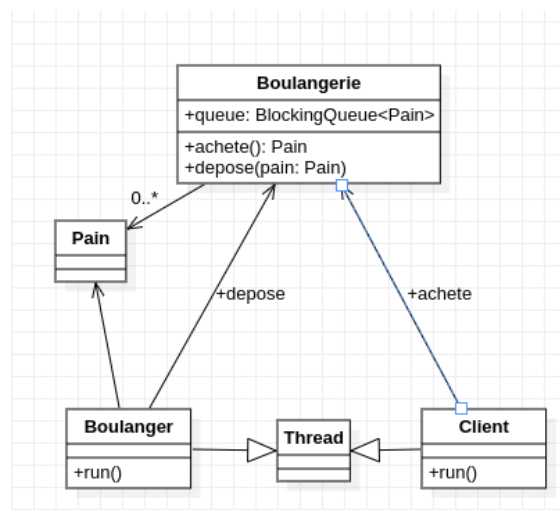 Boulangerie
+queue: BlockingQueue<Pain>
+achete(): Pain
+depose(pain: Pain)
0..*
Pain
+depose
+achete
Boulanger
+run()
Thread
Client
+run()